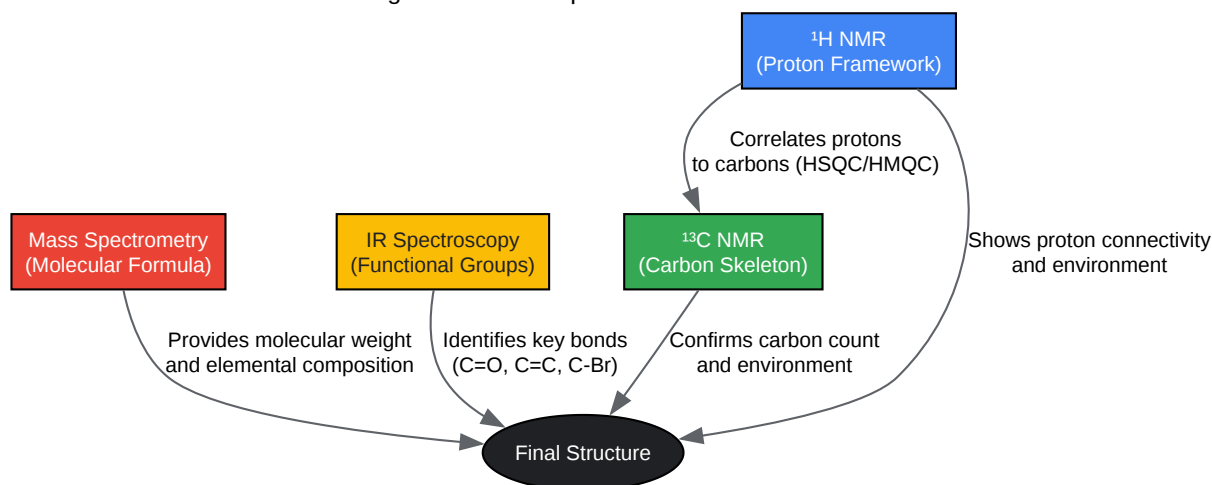 ¹H NMR
(Proton Framework)
Correlates protons
to carbons (HSQC/HMQC)
Mass Spectrometry
(Molecular Formula)
IR Spectroscopy
(Functional Groups)
¹³C NMR
(Carbon Skeleton)
Shows proton connectivity
and environment
Provides molecular weight
and elemental composition
Identifies key bonds
(C=O, C=C, C-Br)
Confirms carbon count
and environment
Final Structure